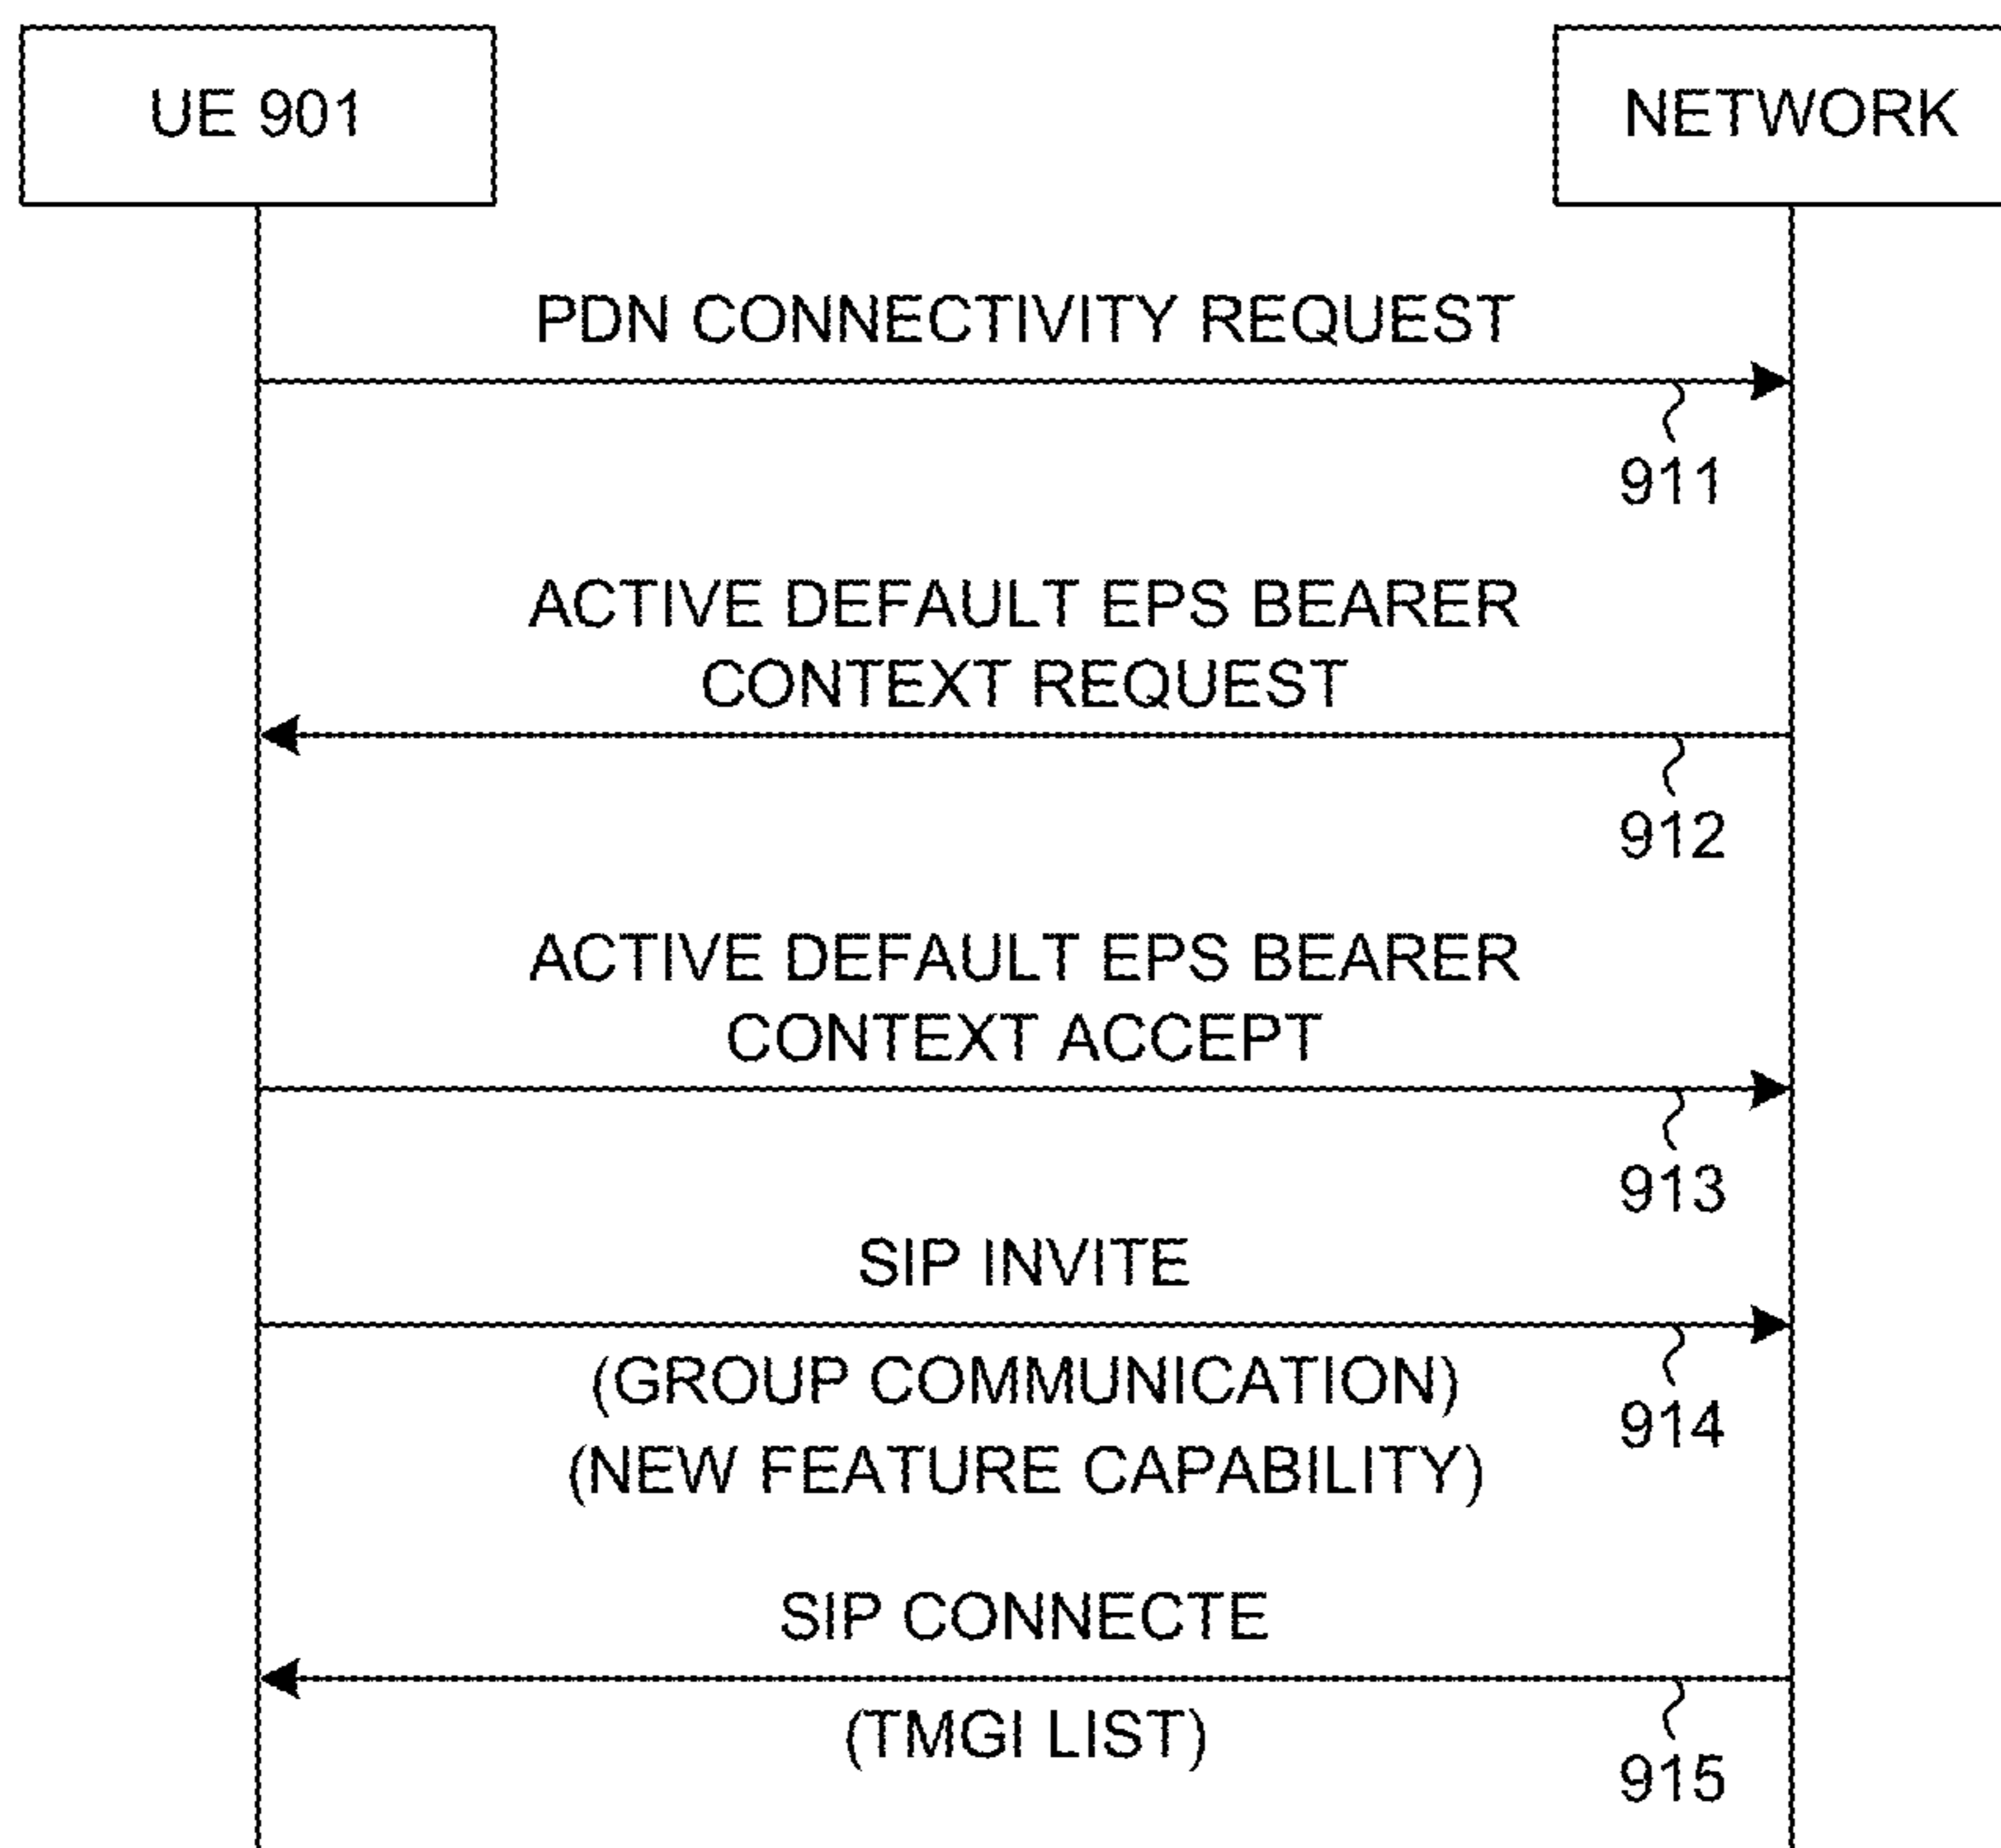 UE 901
NETWORK
PDN CONNECTIVITY REQUEST
911
ACTIVE DEFAULT EPS BEARER
CONTEXT REQUEST
912
ACTIVE DEFAULT EPS BEARER
CONTEXT ACCEPT
913
SIP INVITE
(GROUP COMMUNICATION)
914
(NEW FEATURE CAPABILITY)
SIP CONNECTE
(TMGI LIST)
915